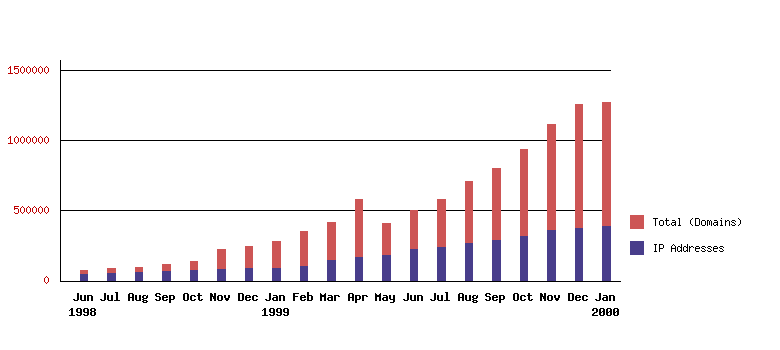 1500000
1000000
500000
0
Jun Jul Aug Sep Oct Nov Dec Jan Feb Mar Apr May Jun Jul Aug Sep Oct Nov Dec Jan
1998 1999 2000
Total (Domains)
IP Addresses